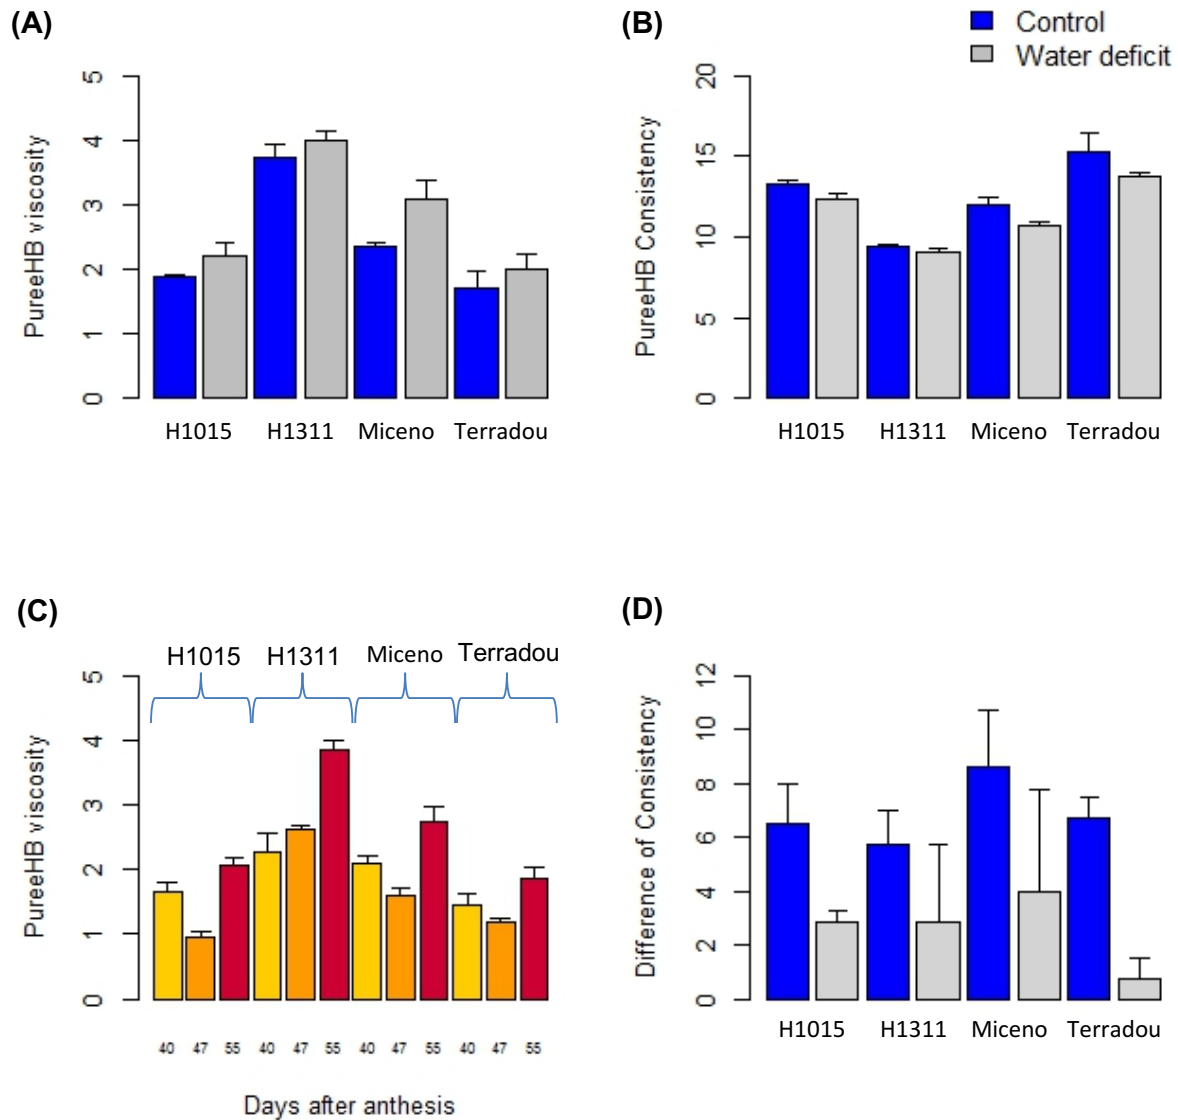 (A)
PureeHB viscosity
5
4
3
2
1
0
H1015 H1311 Miceno Terradou
(B)
Control
Water deficit
PureeHB Consistency
20
15
10
5
0
H1015 H1311 Miceno Terradou
(C)
H1015 H1311 Miceno Terradou
PureeHB viscosity
5
4
3
2
1
0
40 47 55 40 47 55 40 47 55 40 47 55
Days after anthesis
(D)
Difference of Consistency
12
10
8
6
4
2
0
H1015 H1311 Miceno Terradou